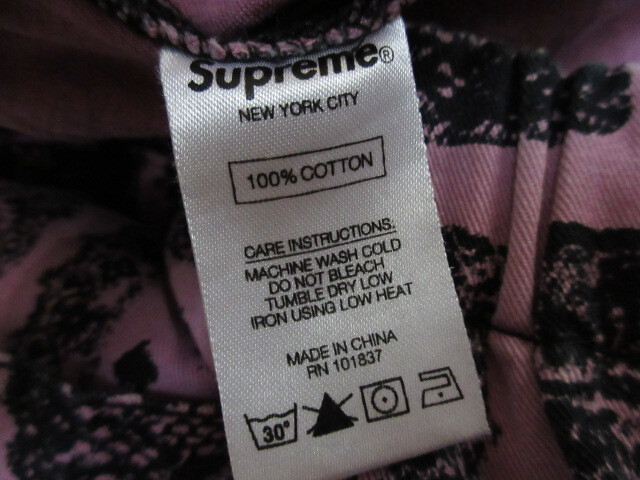 Supreme®
NEW YORK CITY
100% COTTON
CARE INSTRUCTIONS:
MACHINE WASH COLD
DO NOT BLEACH
TUMBLE DRY LOW
IRON USING LOW HEAT
MADE IN CHINA
RN 101837
30°